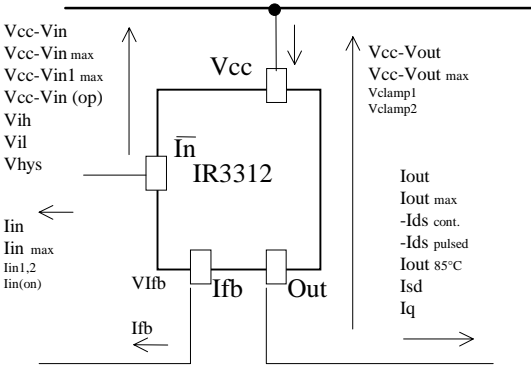 Vcc-Vin
Vcc-Vin max
Vcc-Vin1 max
Vcc-Vin (op)
Vih
Vil
Vhys
Iin
Iin max
Iin1,2
Iin(on)
Vcc
In
IR3312
VIfb
Ifb
Out
Ifb
Vcc-Vout
Vcc-Vout max
Vclamp1
Vclamp2
Iout
Iout max
-Ids cont.
-Ids pulsed
Iout 85°C
Isd
Iq